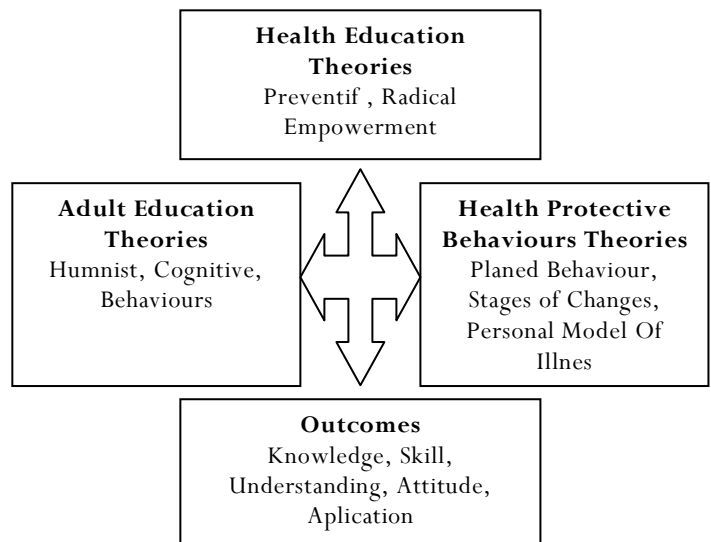 Health Education
Theories
Preventif , Radical
Empowerment
Adult Education
Theories
Humnist, Cognitive,
Behaviours
Health Protective
Behaviours Theories
Planed Behaviour,
Stages of Changes,
Personal Model Of
Illnes
Outcomes
Knowledge, Skill,
Understanding, Attitude,
Aplication